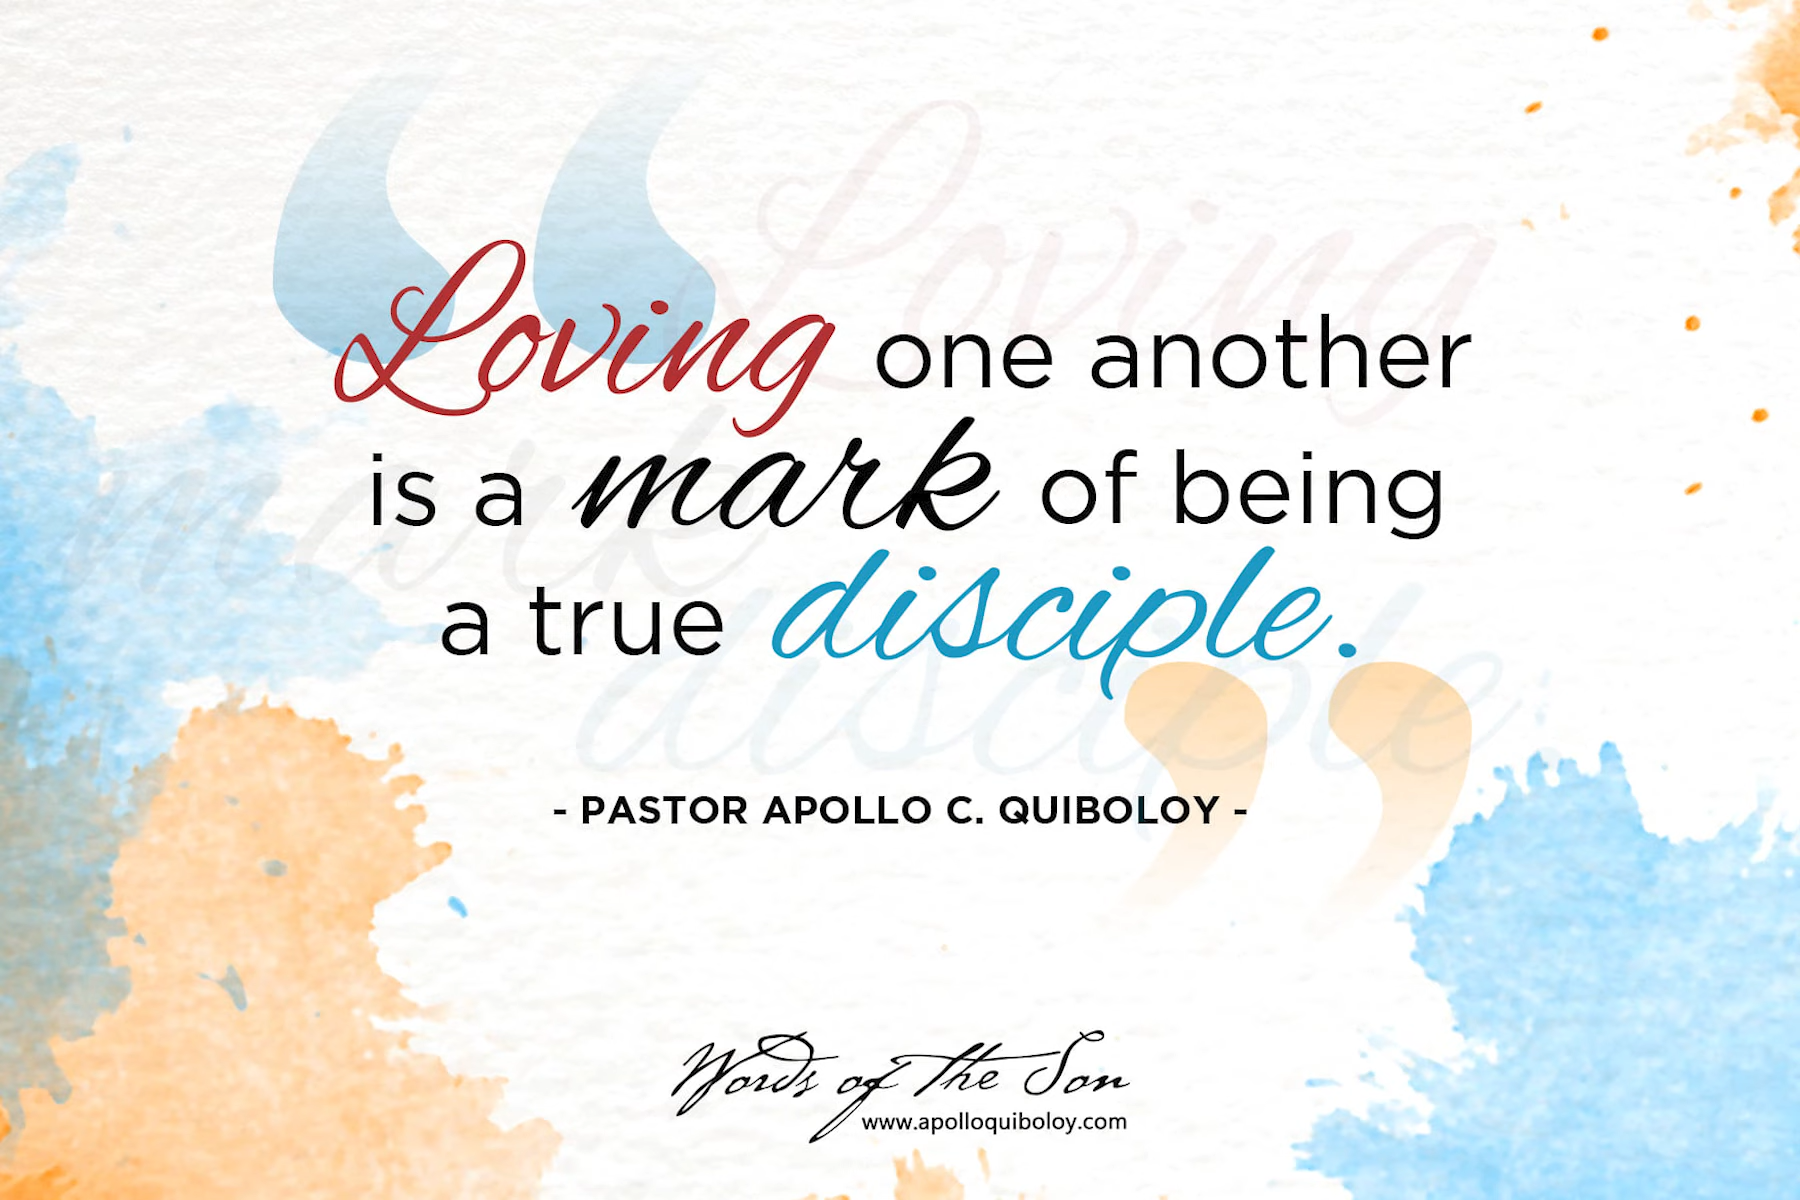 Loving one another
is a mark of being
a true disciple.
- PASTOR APOLLO C. QUIBOLOY -
Words of the Son
www.apolloquiboloy.com